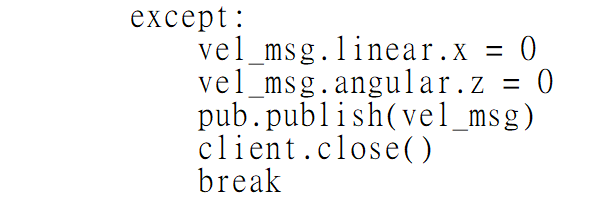 except:
    vel_msg.linear.x = 0
    vel_msg.angular.z = 0
    pub.publish(vel_msg)
    client.close()
    break